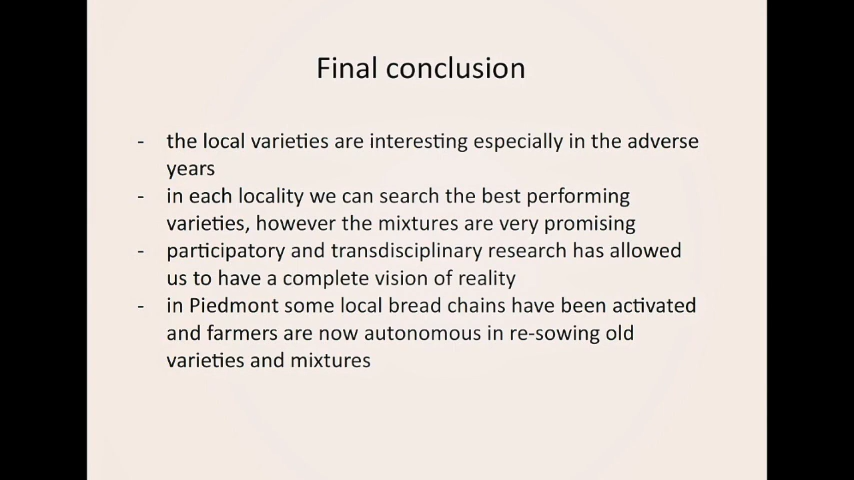 Final conclusion
- the local varieties are interesting especially in the adverse
years
- in each locality we can search the best performing
varieties, however the mixtures are very promising
- participatory and transdisciplinary research has allowed
us to have a complete vision of reality
- in Piedmont some local bread chains have been activated
and farmers are now autonomous in re-sowing old
varieties and mixtures